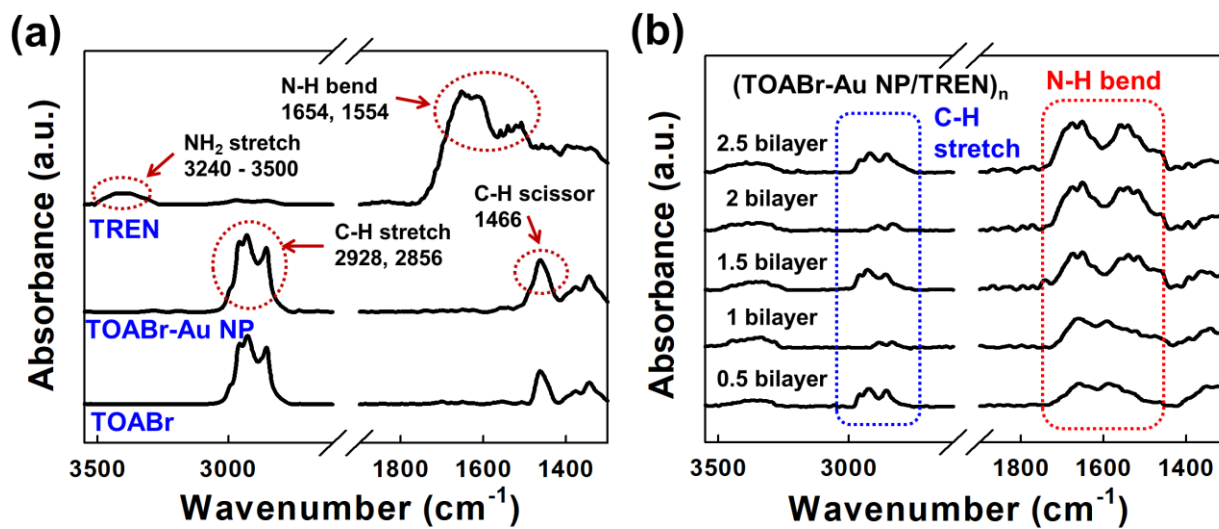 (a)
N-H bend
1654, 1554
NH2 stretch
3240 - 3500
C-H scissor
1466
TREN
C-H stretch
2928, 2856
TOABr-Au NP
TOABr
Absorbance (a.u.)
3500 3000 1600 1400
Wavenumber (cm-1)
(b)
(TOABr-Au NP/TREN)n
N-H bend
C-H
stretch
2.5 bilayer
2 bilayer
1.5 bilayer
1 bilayer
0.5 bilayer
Absorbance (a.u.)
3500 3000 1800 1600 1400
Wavenumber (cm-1)